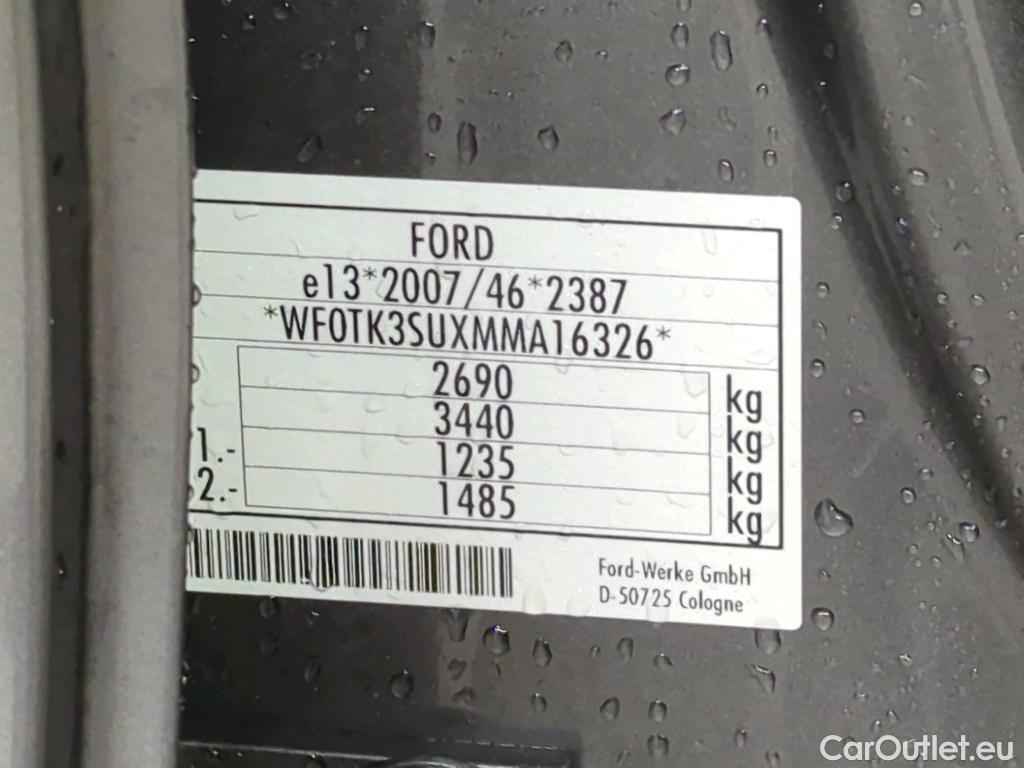 FORD
e13*2007/46*2387
*WF0TK3SUXMMA16326*
2690 kg
3440 kg
1.- 1235 kg
2.- 1485 kg
Ford-Werke GmbH
D-50725 Cologne
CarOutlet.eu